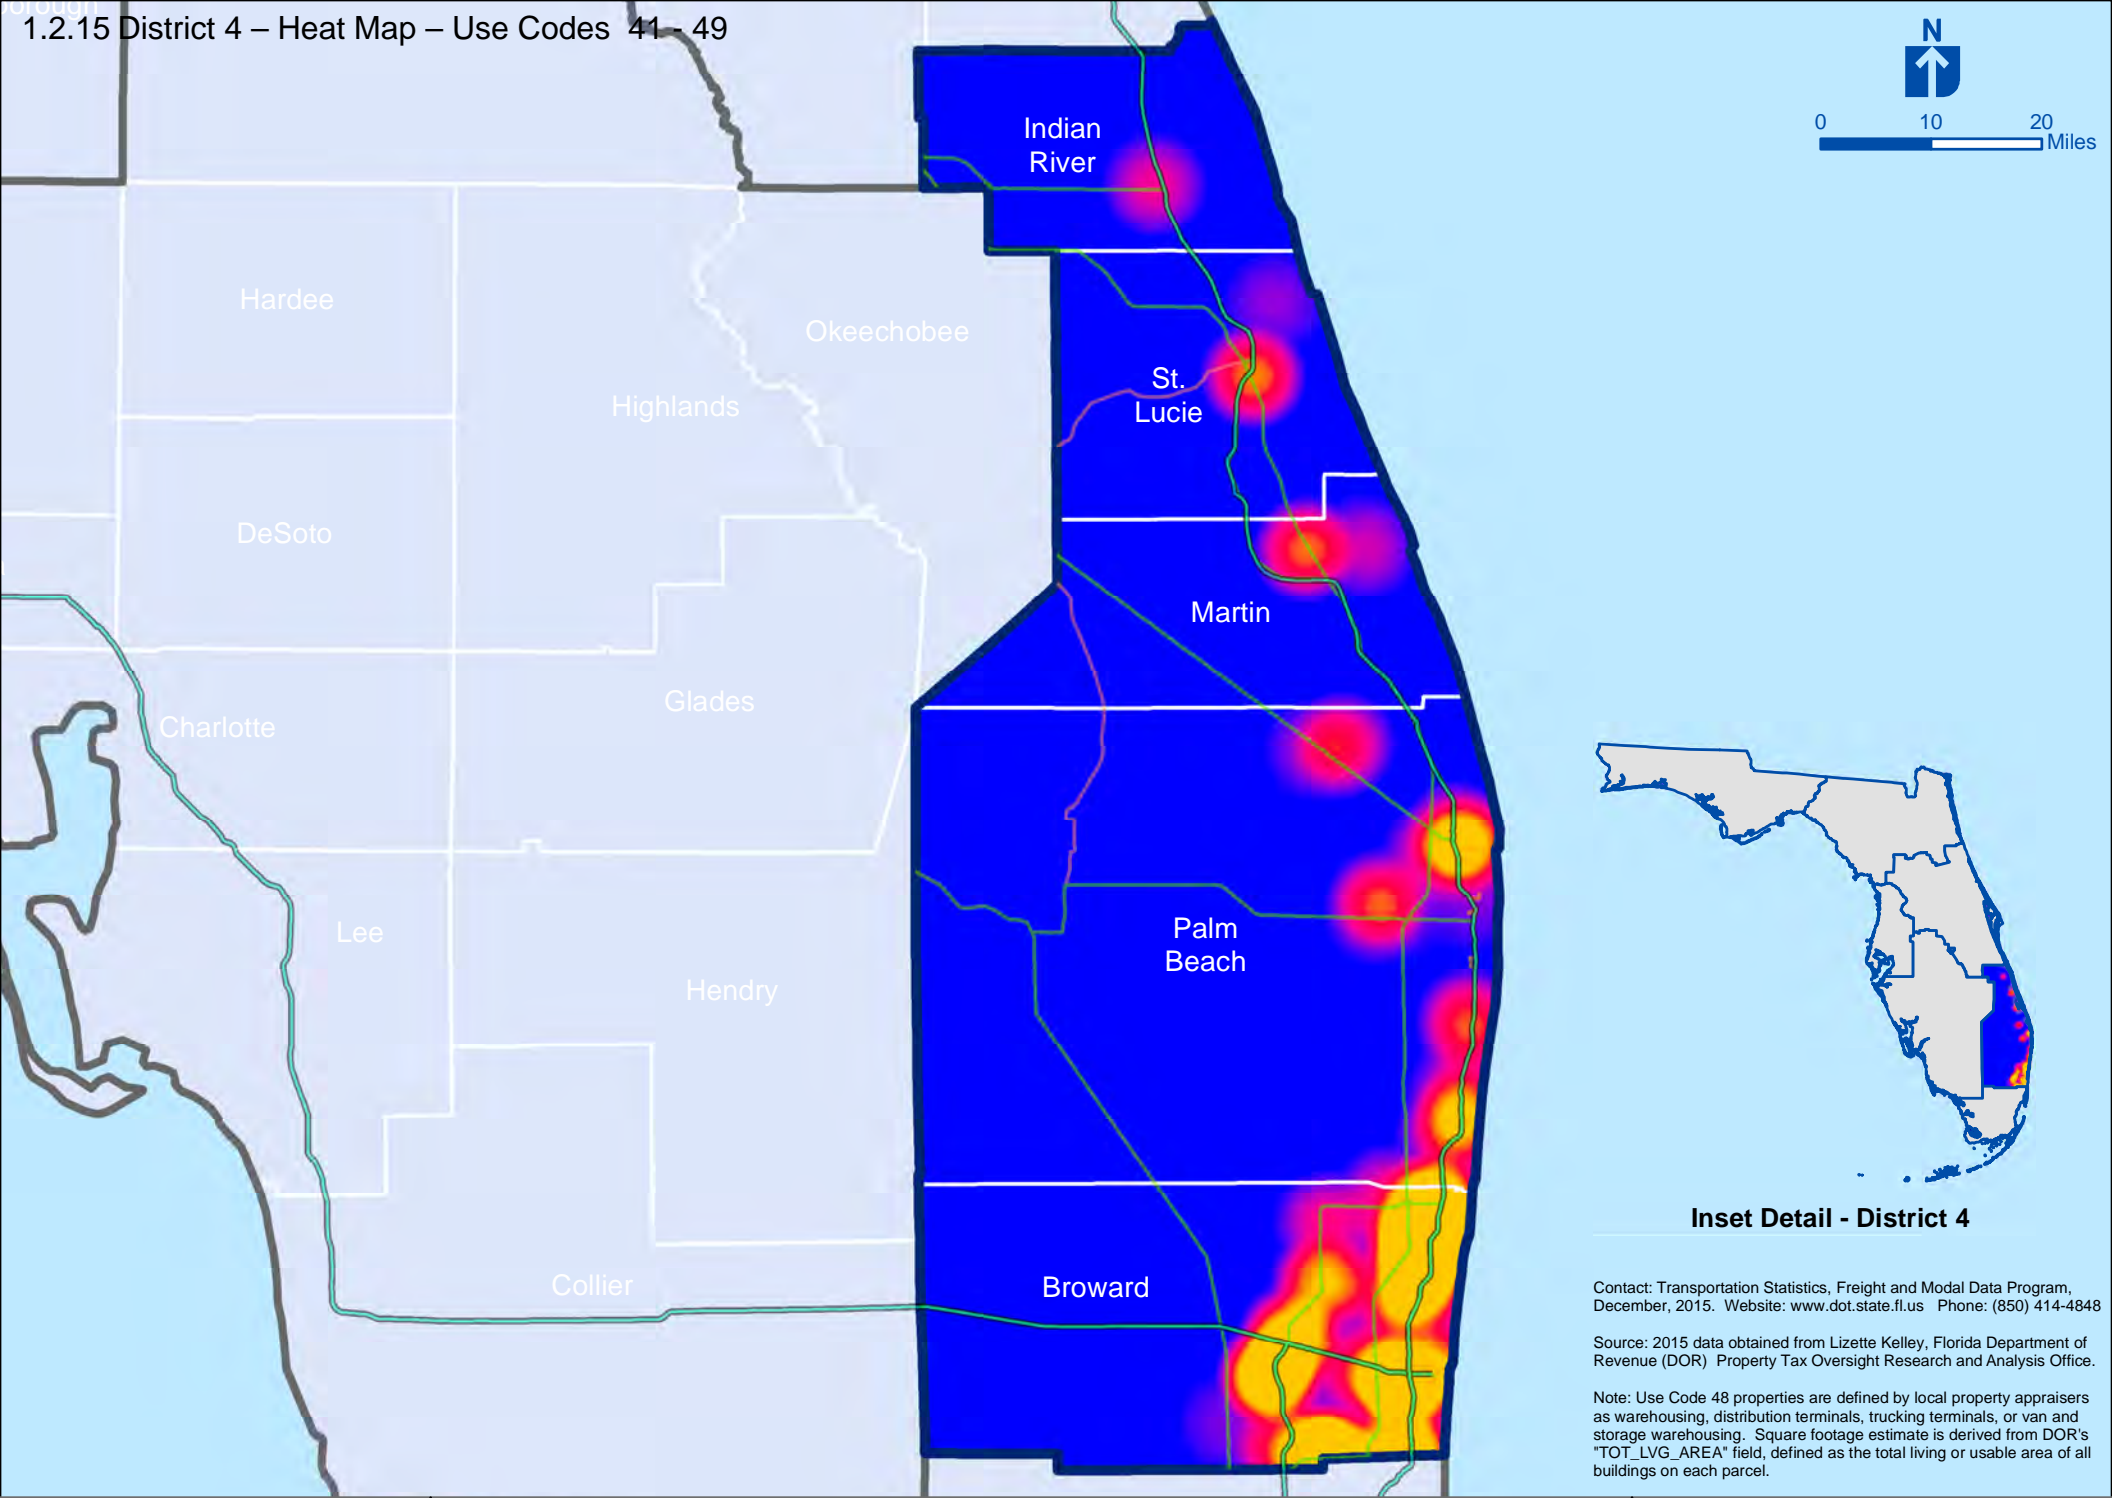 orough
1.2.15 District 4 – Heat Map – Use Codes 41 - 49
N
0 10 20
Miles
Indian
River
Hardee
Okeechobee
St.
Lucie
Highlands
DeSoto
Martin
Glades
Charlotte
Palm
Beach
Lee
Hendry
Broward
Collier
Inset Detail - District 4
Contact: Transportation Statistics, Freight and Modal Data Program,
December, 2015. Website: www.dot.state.fl.us Phone: (850) 414-4848
Source: 2015 data obtained from Lizette Kelley, Florida Department of
Revenue (DOR) Property Tax Oversight Research and Analysis Office.
Note: Use Code 48 properties are defined by local property appraisers
as warehousing, distribution terminals, trucking terminals, or van and
storage warehousing. Square footage estimate is derived from DOR's
"TOT_LVG_AREA" field, defined as the total living or usable area of all
buildings on each parcel.